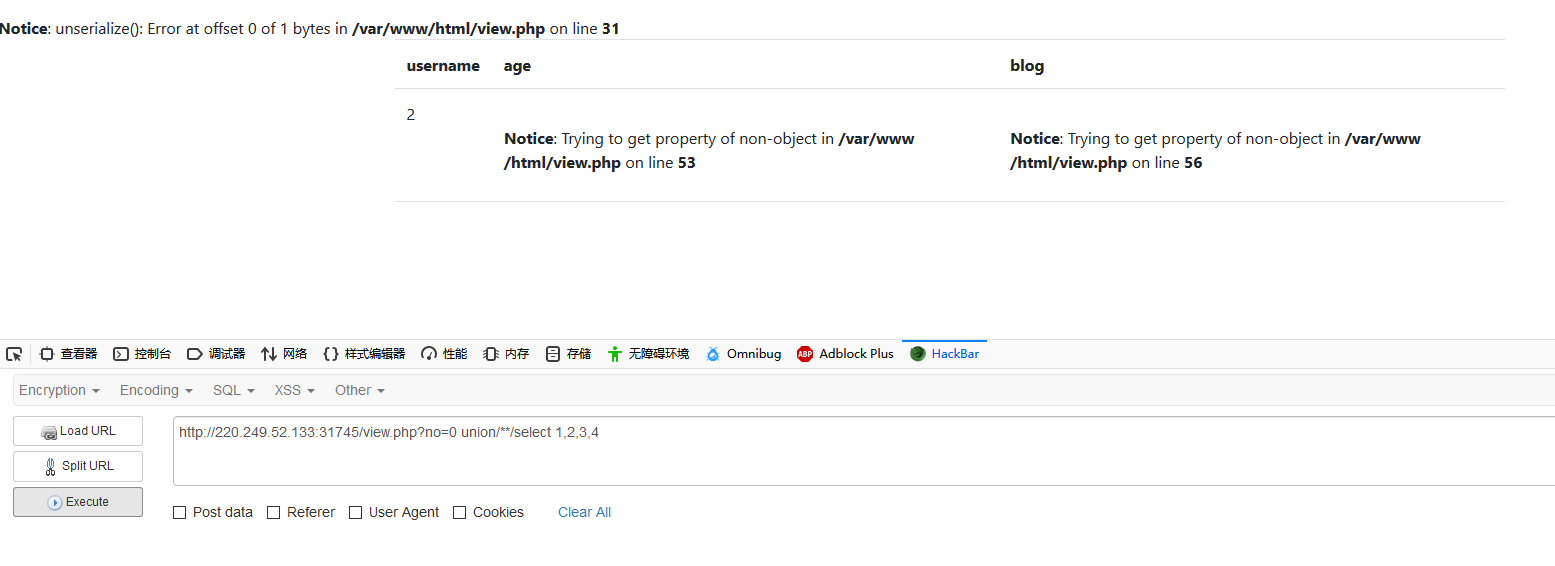 Notice: unserialize(): Error at offset 0 of 1 bytes in /var/www/html/view.php on line 31
username age blog
2
Notice: Trying to get property of non-object in /var/www
/html/view.php on line 53
Notice: Trying to get property of non-object in /var/www
/html/view.php on line 56
查看器 控制台 调试器 网络 样式编辑器 性能 内存 存储 无障碍环境 Omnibug ABP Adblock Plus HackBar
Encryption Encoding SQL XSS Other
Load URL
Split URL
Execute
http://220.249.52.133:31745/view.php?no=0 union/**/select 1,2,3,4
Post data Referer User Agent Cookies Clear All